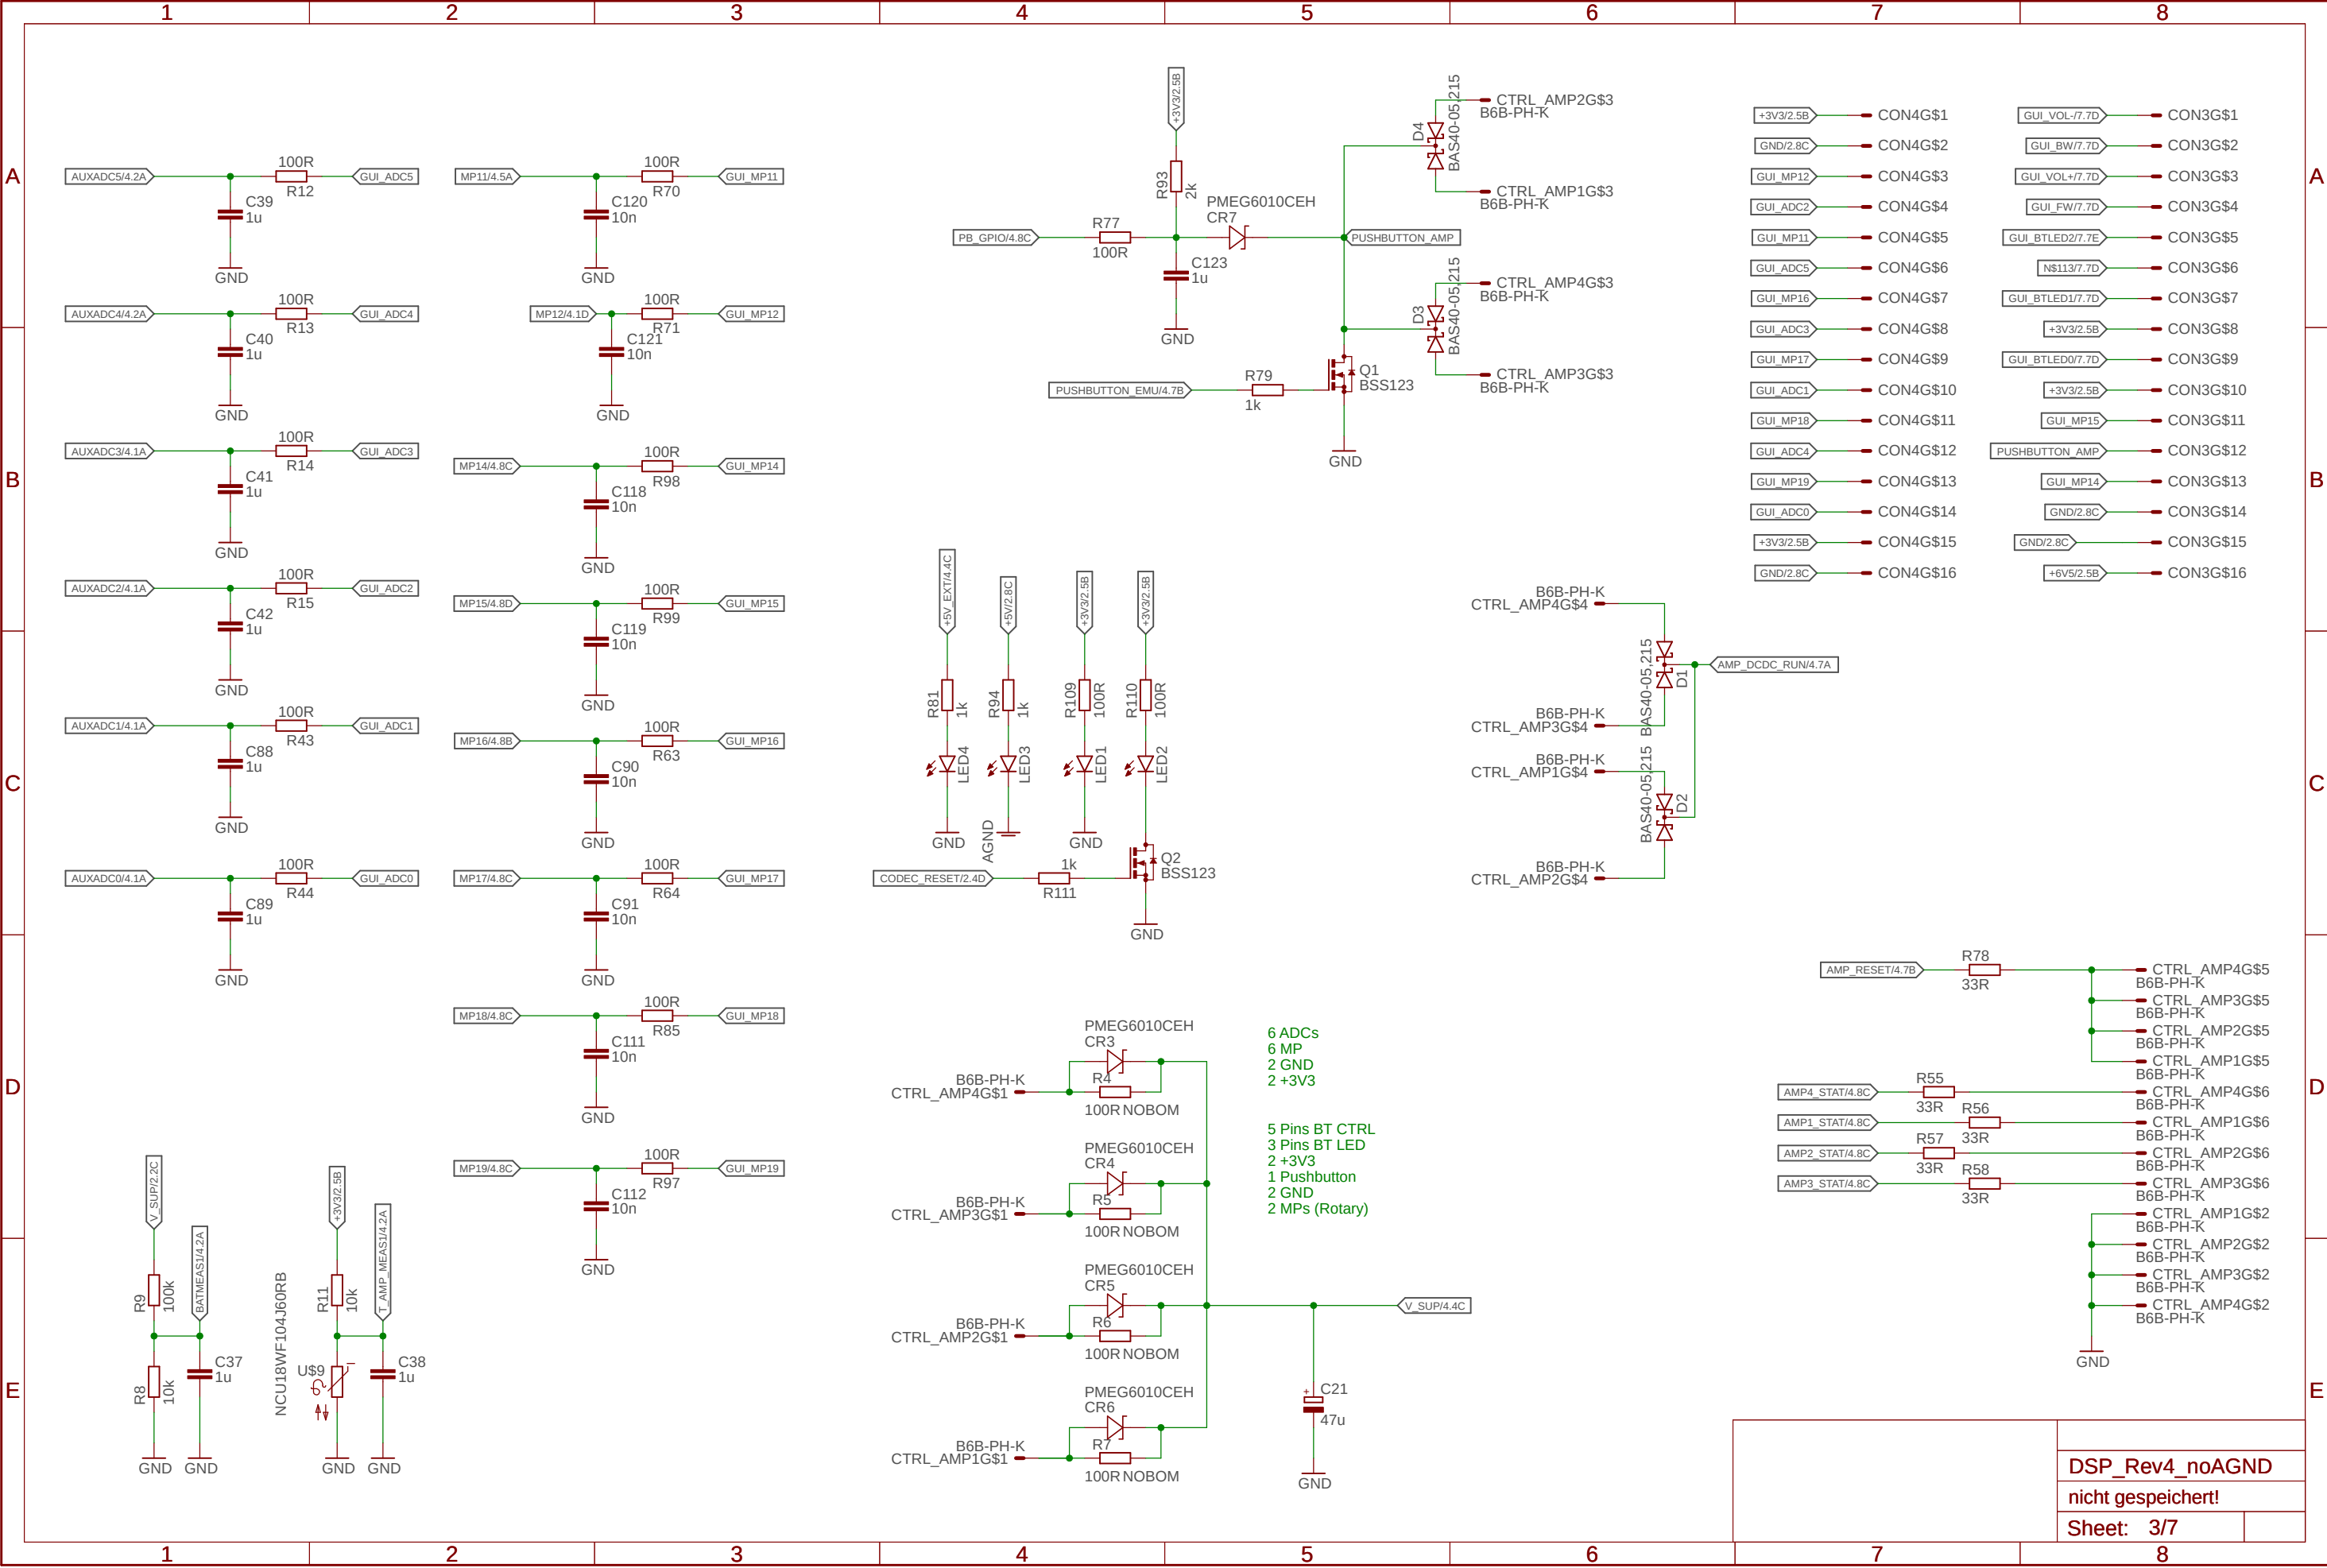 1 2 3 4 5 6 7 8
A A
B B
C C
D D
E E
AUXADC5/4.2A 100R R12 GUI_ADC5
C39
1u
GND
AUXADC4/4.2A 100R R13 GUI_ADC4
C40
1u
GND
AUXADC3/4.1A 100R R14 GUI_ADC3
C41
1u
GND
AUXADC2/4.1A 100R R15 GUI_ADC2
C42
1u
GND
AUXADC1/4.1A 100R R43 GUI_ADC1
C88
1u
GND
AUXADC0/4.1A 100R R44 GUI_ADC0
C89
1u
GND
MP11/4.5A 100R R70 GUI_MP11
C120
10n
GND
MP12/4.1D 100R R71 GUI_MP12
C121
10n
GND
MP14/4.8C 100R R98 GUI_MP14
C118
10n
GND
MP15/4.8D 100R R99 GUI_MP15
C119
10n
GND
MP16/4.8B 100R R63 GUI_MP16
C90
10n
GND
MP17/4.8C 100R R64 GUI_MP17
C91
10n
GND
MP18/4.8C 100R R85 GUI_MP18
C111
10n
GND
MP19/4.8C 100R R97 GUI_MP19
C112
10n
GND
V_SUP/2.2C
BATMEAS1/4.2A
R9 100k
R8 10k
C37
1u
GND GND
+3V3/2.5B
T_AMP_MEAS1/4.2A
R11 10k
NCU18WF104J60RB
U$9
C38
1u
GND GND
+3V3/2.5B
R93 2k
PB_GPIO/4.8C
R77
100R
PMEG6010CEH
CR7
C123
1u
GND
PUSHBUTTON_AMP
D4 BAS40-05,215
CTRL_AMP2G$3
B6B-PH-K
CTRL_AMP1G$3
B6B-PH-K
D3 BAS40-05,215
CTRL_AMP4G$3
B6B-PH-K
CTRL_AMP3G$3
B6B-PH-K
PUSHBUTTON_EMU/4.7B
R79
1k
Q1
BSS123
GND
+5V_EXT/4.4C
+5V/2.8C
+3V3/2.5B
+3V3/2.5B
R81 1k
R94 1k
R109 100R
R110 100R
LED4
LED3
LED1
LED2
GND
AGND
GND
CODEC_RESET/2.4D
1k
R111
Q2
BSS123
GND
B6B-PH-K
CTRL_AMP4G$4
BAS40-05,215 D1
AMP_DCDC_RUN/4.7A
B6B-PH-K
CTRL_AMP3G$4
B6B-PH-K
CTRL_AMP1G$4
BAS40-05,215 D2
B6B-PH-K
CTRL_AMP2G$4
PMEG6010CEH
CR3
B6B-PH-K
CTRL_AMP4G$1
R4
100R NOBOM
PMEG6010CEH
CR4
B6B-PH-K
CTRL_AMP3G$1
R5
100R NOBOM
PMEG6010CEH
CR5
B6B-PH-K
CTRL_AMP2G$1
R6
100R NOBOM
PMEG6010CEH
CR6
B6B-PH-K
CTRL_AMP1G$1
R7
100R NOBOM
V_SUP/4.4C
C21
47u
GND
6 ADCs
6 MP
2 GND
2 +3V3
5 Pins BT CTRL
3 Pins BT LED
2 +3V3
1 Pushbutton
2 GND
2 MPs (Rotary)
+3V3/2.5B CON4G$1
GND/2.8C CON4G$2
GUI_MP12 CON4G$3
GUI_ADC2 CON4G$4
GUI_MP11 CON4G$5
GUI_ADC5 CON4G$6
GUI_MP16 CON4G$7
GUI_ADC3 CON4G$8
GUI_MP17 CON4G$9
GUI_ADC1 CON4G$10
GUI_MP18 CON4G$11
GUI_ADC4 CON4G$12
GUI_MP19 CON4G$13
GUI_ADC0 CON4G$14
+3V3/2.5B CON4G$15
GND/2.8C CON4G$16
GUI_VOL-/7.7D CON3G$1
GUI_BW/7.7D CON3G$2
GUI_VOL+/7.7D CON3G$3
GUI_FW/7.7D CON3G$4
GUI_BTLED2/7.7E CON3G$5
N$113/7.7D CON3G$6
GUI_BTLED1/7.7D CON3G$7
+3V3/2.5B CON3G$8
GUI_BTLED0/7.7D CON3G$9
+3V3/2.5B CON3G$10
GUI_MP15 CON3G$11
PUSHBUTTON_AMP CON3G$12
GUI_MP14 CON3G$13
GND/2.8C CON3G$14
GND/2.8C CON3G$15
+6V5/2.5B CON3G$16
AMP_RESET/4.7B
R78
33R
CTRL_AMP4G$5
B6B-PH-K
CTRL_AMP3G$5
B6B-PH-K
CTRL_AMP2G$5
B6B-PH-K
CTRL_AMP1G$5
B6B-PH-K
AMP4_STAT/4.8C R55 33R CTRL_AMP4G$6
B6B-PH-K
AMP1_STAT/4.8C R56 33R CTRL_AMP1G$6
B6B-PH-K
AMP2_STAT/4.8C R57 33R CTRL_AMP2G$6
B6B-PH-K
AMP3_STAT/4.8C R58 33R CTRL_AMP3G$6
B6B-PH-K
CTRL_AMP1G$2
B6B-PH-K
CTRL_AMP2G$2
B6B-PH-K
CTRL_AMP3G$2
B6B-PH-K
CTRL_AMP4G$2
B6B-PH-K
GND
DSP_Rev4_noAGND
nicht gespeichert!
Sheet: 3/7
1 2 3 4 5 6 7 8